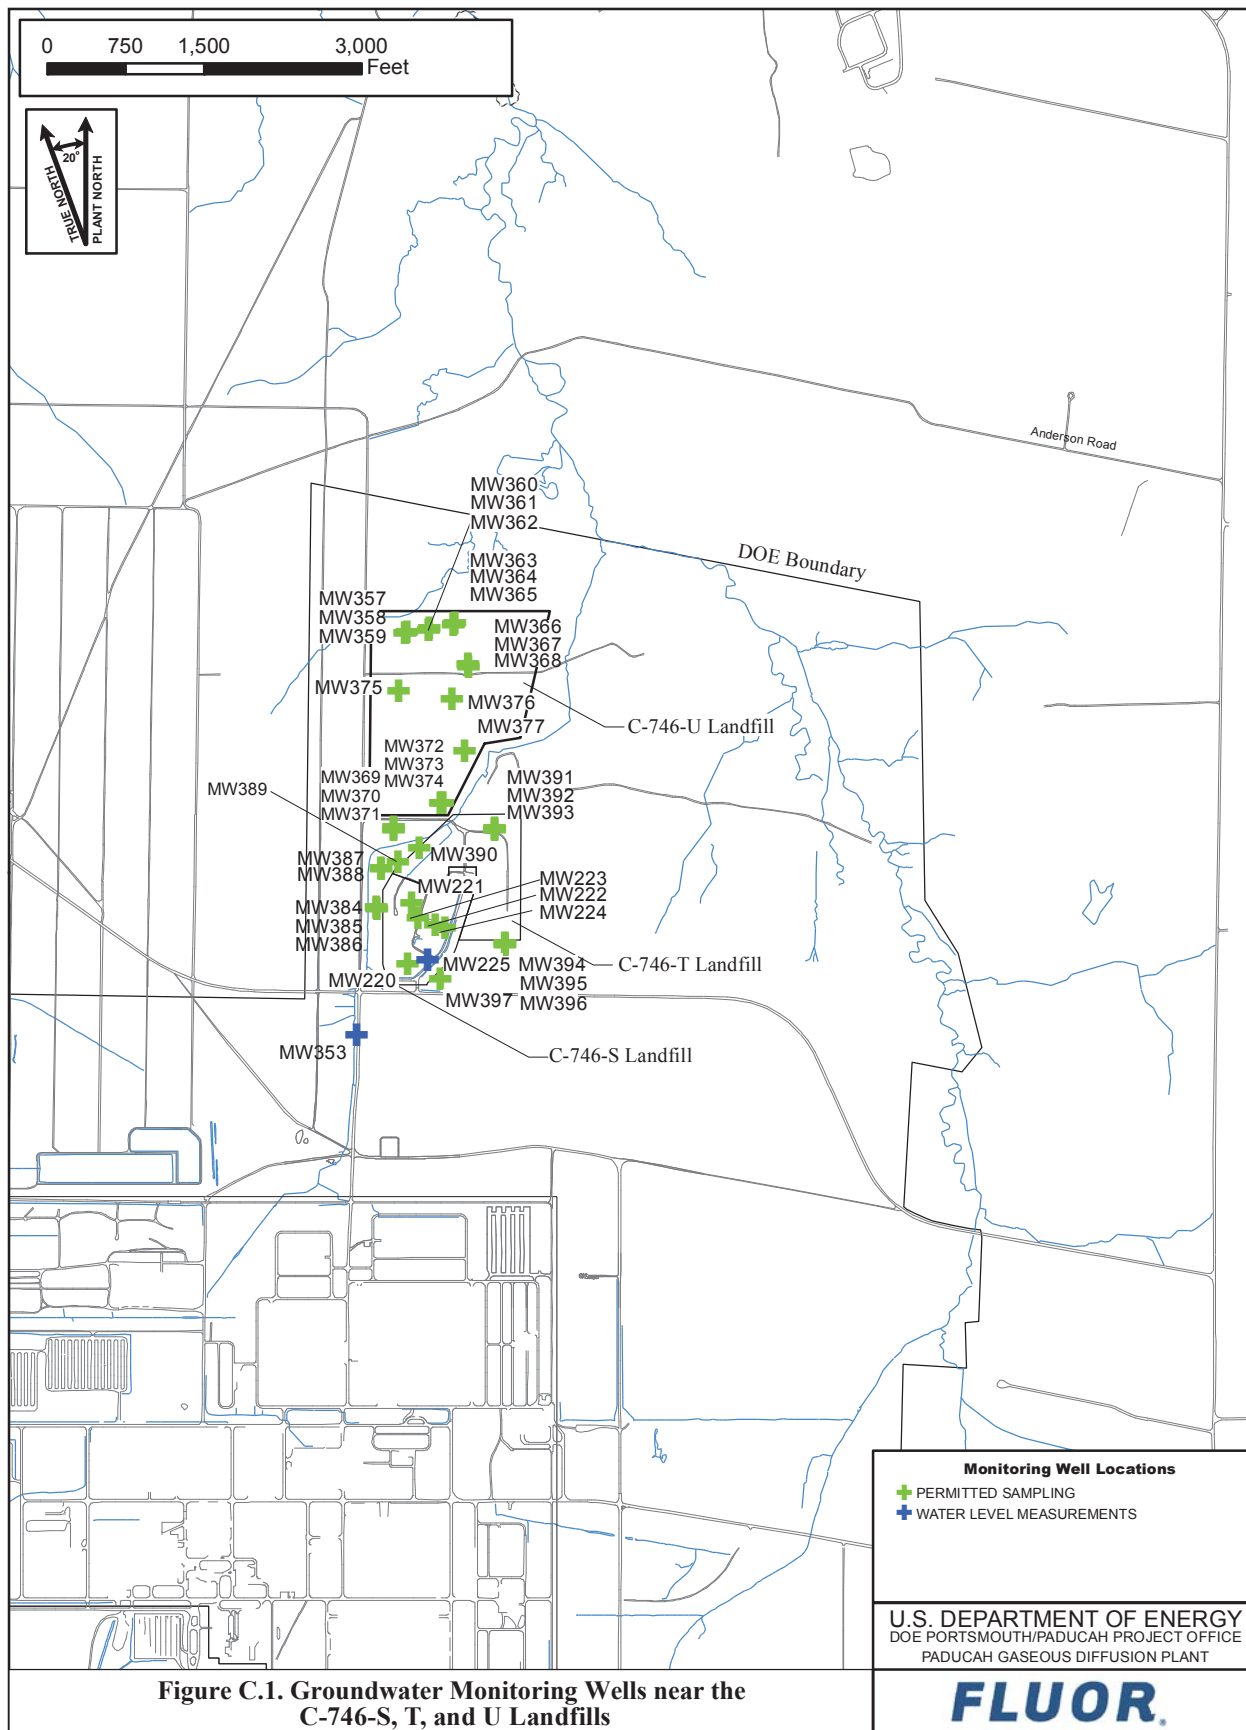 0 750 1,500 3,000
Feet
20°
TRUE NORTH
PLANT NORTH
Anderson Road
DOE Boundary
MW360
MW361
MW362
MW363
MW364
MW365
MW357
MW358
MW359
MW366
MW367
MW368
MW375
MW376
MW377
C-746-U Landfill
MW372
MW373
MW374
MW369
MW370
MW371
MW389
MW391
MW392
MW393
MW387
MW388
MW390
MW221
MW223
MW222
MW224
MW384
MW385
MW386
MW220
MW225
MW394
MW395
MW396
MW397
C-746-T Landfill
MW353
C-746-S Landfill
Monitoring Well Locations
PERMITTED SAMPLING
WATER LEVEL MEASUREMENTS
U.S. DEPARTMENT OF ENERGY
DOE PORTSMOUTH/PADUCAH PROJECT OFFICE
PADUCAH GASEOUS DIFFUSION PLANT
Figure C.1. Groundwater Monitoring Wells near the
C-746-S, T, and U Landfills
FLUOR®